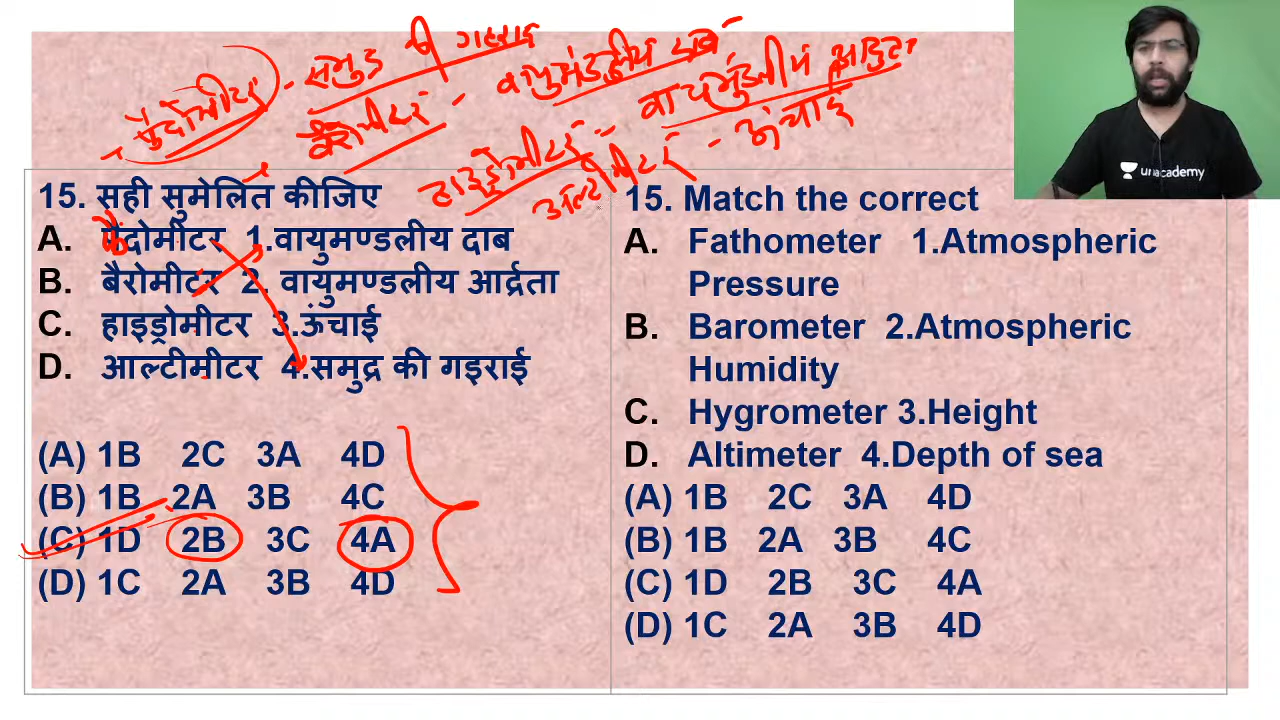 फैदोमीटर - समुद्र की गहराई
बैरोमीटर - वायुमंडलीय दाब
हाइड्रोमीटर - वायुमंडलीय आद्रता
अल्टीमीटर - ऊंचाई
unacademy
15. सही सुमेलित कीजिए
A. फैंदोमीटर 1.वायुमण्डलीय दाब
B. बैरोमीटर 2. वायुमण्डलीय आर्द्रता
C. हाइड्रोमीटर 3.ऊंचाई
D. आल्टीमीटर 4.समुद्र की गइराई
(A) 1B 2C 3A 4D
(B) 1B 2A 3B 4C
(C) 1D 2B 3C 4A
(D) 1C 2A 3B 4D
15. Match the correct
A. Fathometer 1.Atmospheric
Pressure
B. Barometer 2.Atmospheric
Humidity
C. Hygrometer 3.Height
D. Altimeter 4.Depth of sea
(A) 1B 2C 3A 4D
(B) 1B 2A 3B 4C
(C) 1D 2B 3C 4A
(D) 1C 2A 3B 4D